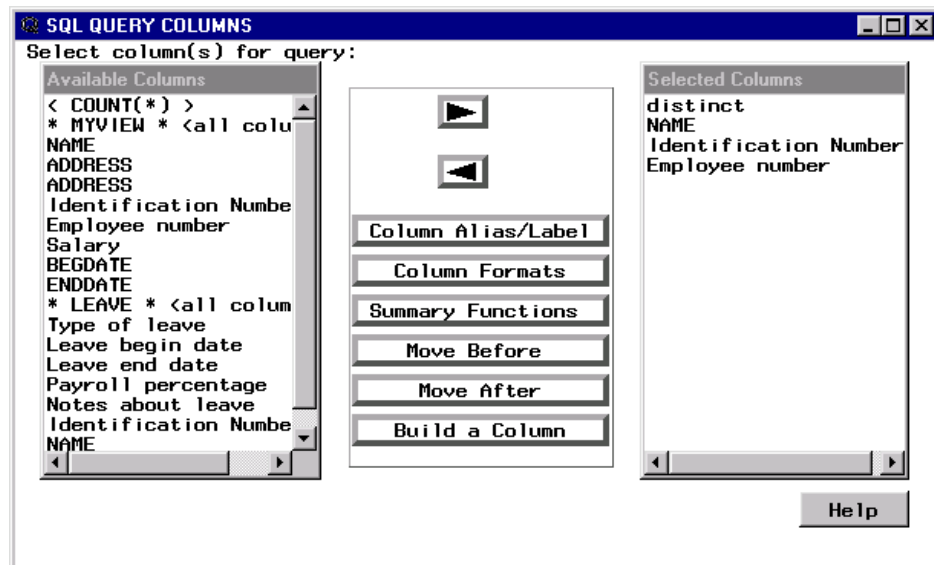 SQL QUERY COLUMNS
Select column(s) for query:
Available Columns
< COUNT(*) >
* MYVIEW * <all colu
NAME
ADDRESS
ADDRESS
Identification Numbe
Employee number
Salary
BEGDATE
ENDDATE
* LEAVE * <all colum
Type of leave
Leave begin date
Leave end date
Payroll percentage
Notes about leave
Identification Numbe
NAME
Column Alias/Label
Column Formats
Summary Functions
Move Before
Move After
Build a Column
Selected Columns
distinct
NAME
Identification Number
Employee number
Help